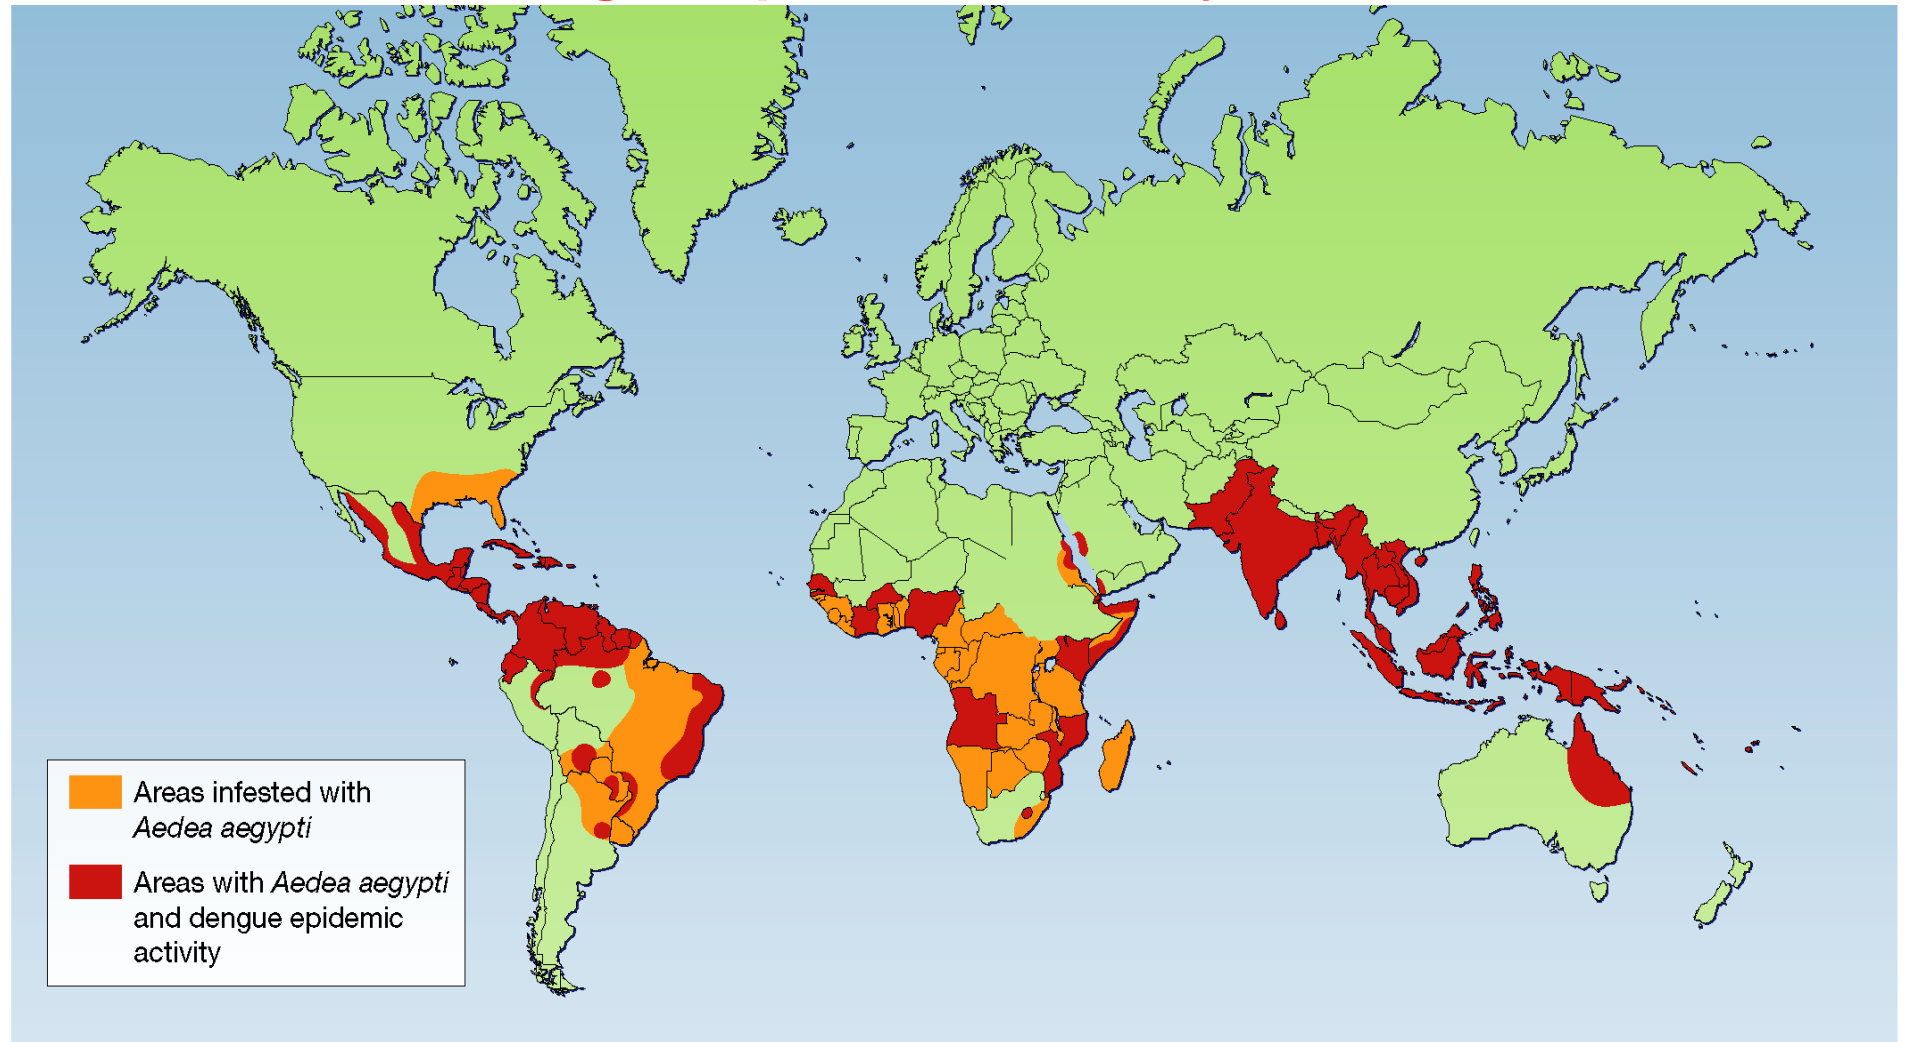 Areas infested with
Aedea aegypti
Areas with Aedea aegypti
and dengue epidemic
activity